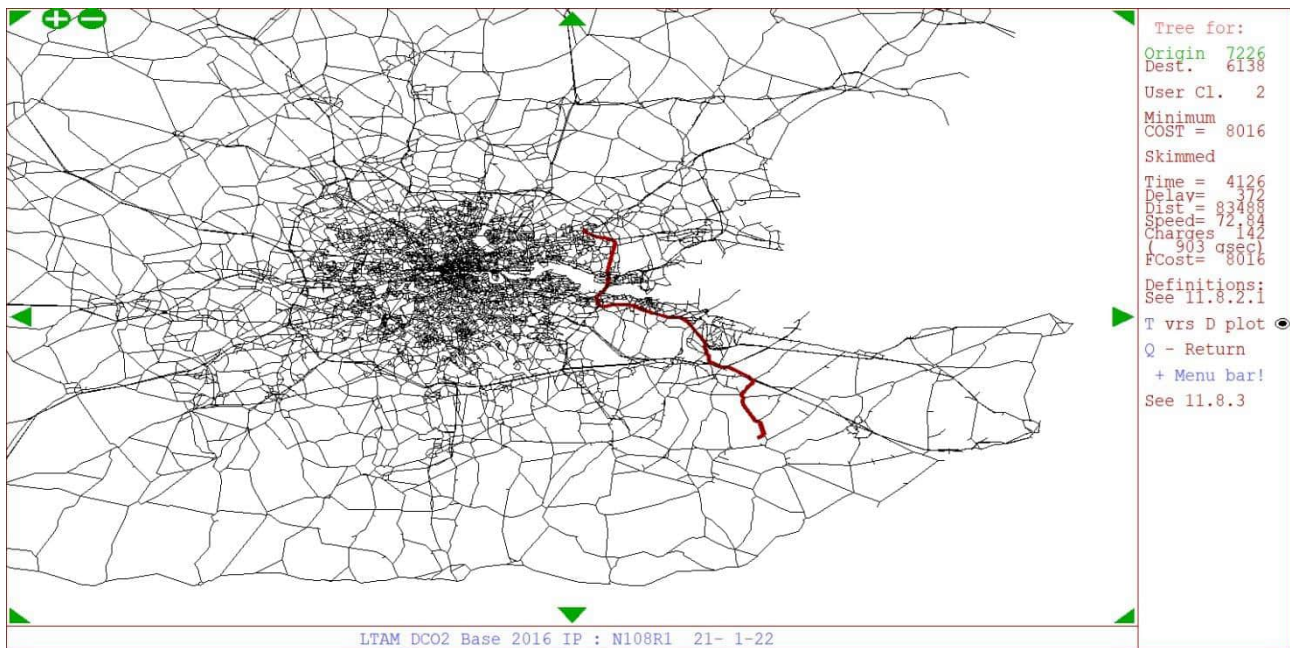 Tree for:
Origin 7226
Dest. 6138
User Cl. 2
Minimum
COST = 8016
Skimmed
Time = 4126
Delay= 372
Dist = 83488
Speed= 72.84
Charges 142
( 903 qsec)
FCost= 8016
Definitions:
See 11.8.2.1
T vrs D plot
Q - Return
+ Menu bar!
See 11.8.3
LTAM DCO2 Base 2016 IP : N108R1 21- 1-22